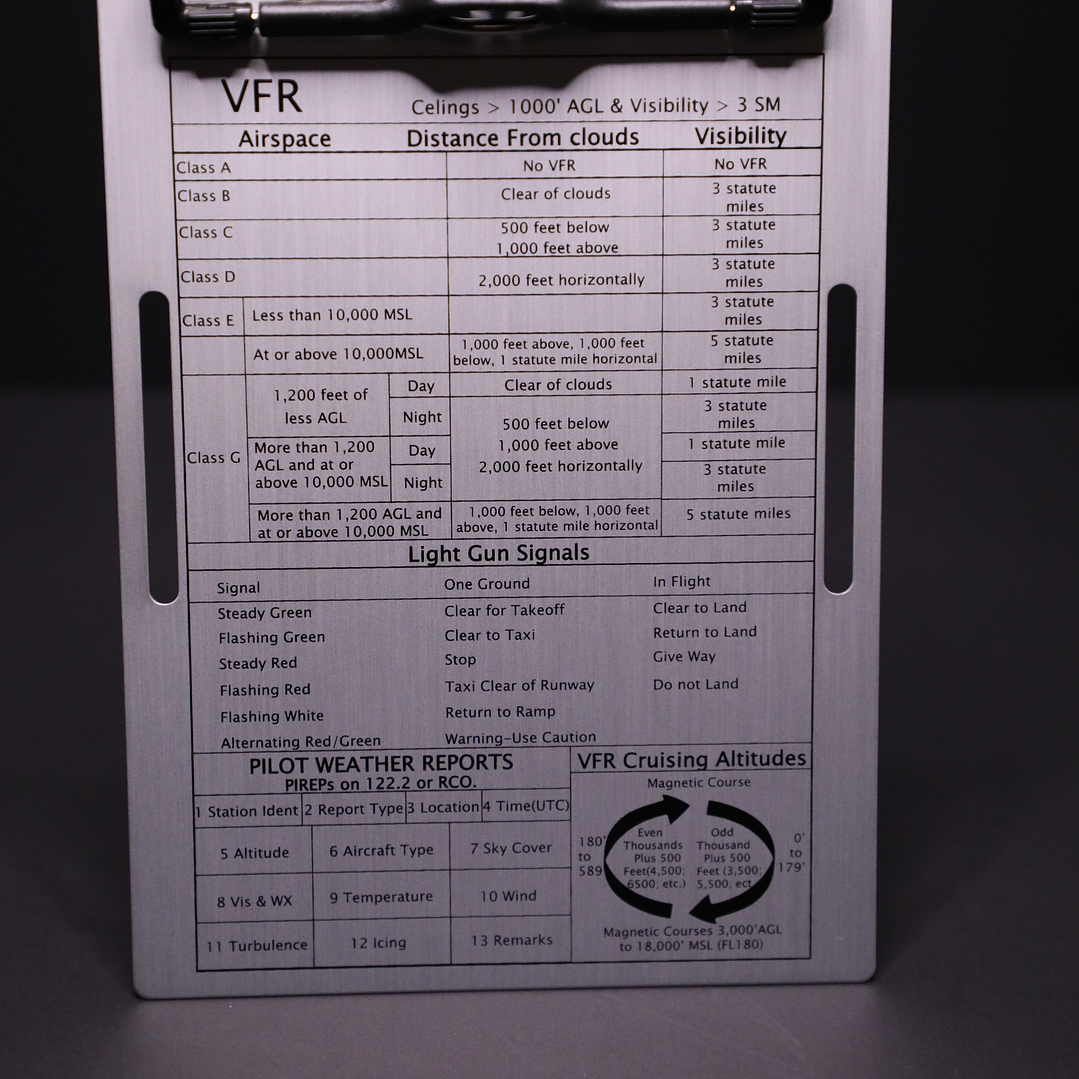 VFR
Celings > 1000' AGL & Visibility > 3 SM
Airspace Distance From clouds Visibility
Class A No VFR No VFR
Class B Clear of clouds 3 statute
miles
Class C 500 feet below 3 statute
1,000 feet above miles
Class D 2,000 feet horizontally 3 statute
miles
Class E Less than 10,000 MSL 3 statute
miles
At or above 10,000MSL 1,000 feet above, 1,000 feet 5 statute
below, 1 statute mile horizontal miles
Class G
1,200 feet of Day Clear of clouds 1 statute mile
less AGL Night 3 statute
miles
500 feet below
1,000 feet above
2,000 feet horizontally
More than 1,200 Day 1 statute mile
AGL and at or
above 10,000 MSL Night 3 statute
miles
More than 1,200 AGL and 1,000 feet below, 1,000 feet 5 statute miles
at or above 10,000 MSL above, 1 statute mile horizontal
Light Gun Signals
Signal One Ground In Flight
Steady Green Clear for Takeoff Clear to Land
Flashing Green Clear to Taxi Return to Land
Steady Red Stop Give Way
Flashing Red Taxi Clear of Runway Do not Land
Flashing White Return to Ramp
Alternating Red/Green Warning-Use Caution
PILOT WEATHER REPORTS
PIREPs on 122.2 or RCO.
1 Station Ident 2 Report Type 3 Location 4 Time(UTC)
5 Altitude 6 Aircraft Type 7 Sky Cover
8 Vis & WX 9 Temperature 10 Wind
11 Turbulence 12 Icing 13 Remarks
VFR Cruising Altitudes
Magnetic Course
180'
to
589
Even
Thousands
Plus 500
Feet(4,500;
6500; etc.)
Odd
Thousand
Plus 500
Feet (3,500;
5,500; ect
0'
to
179'
Magnetic Courses 3,000'AGL
to 18,000' MSL (FL180)